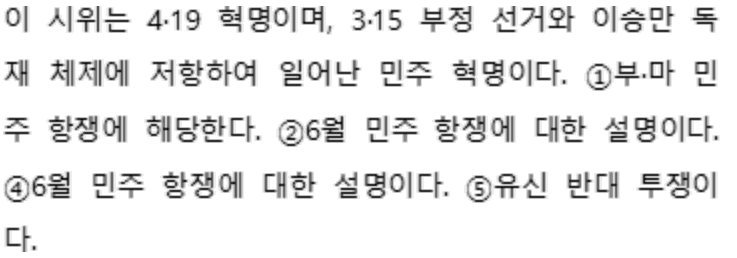 이 시위는 4·19 혁명이며, 3·15 부정 선거와 이승만 독
재 체제에 저항하여 일어난 민주 혁명이다. ①부·마 민
주 항쟁에 해당한다. ②6월 민주 항쟁에 대한 설명이다.
④6월 민주 항쟁에 대한 설명이다. ⑤유신 반대 투쟁이
다.